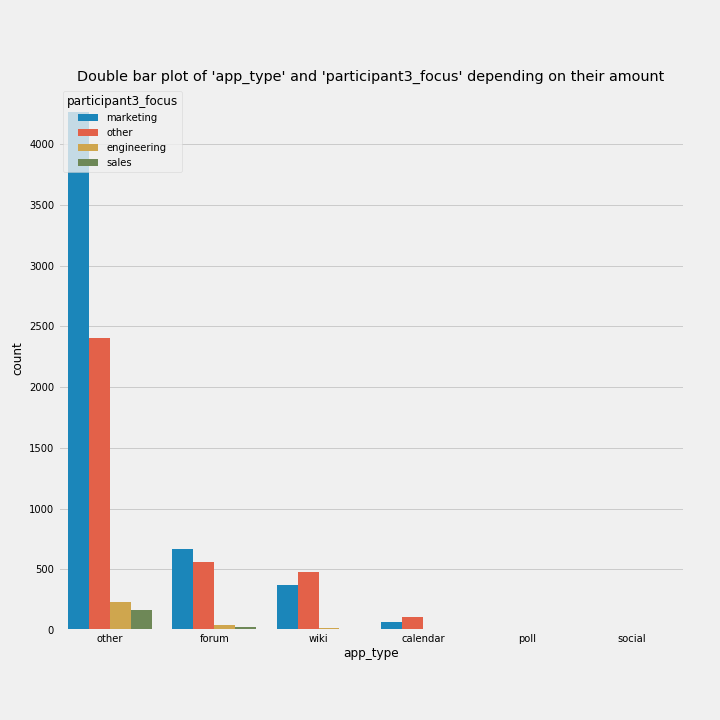 Double bar plot of 'app_type' and 'participant3_focus' depending on their amount
participant3_focus
marketing
other
engineering
sales
4000
3500
3000
2500
2000
1500
1000
500
0
count
other forum wiki calendar poll social
app_type